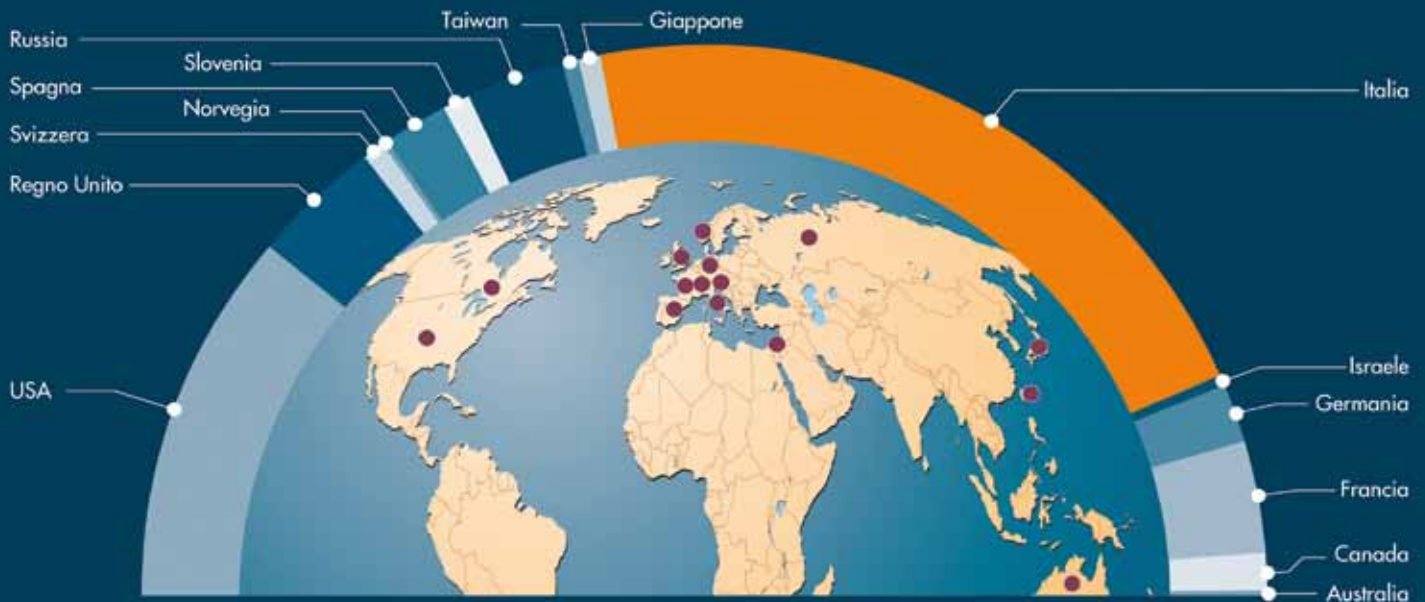 Taiwan
Giappone
Russia
Slovenia
Spagna
Norvegia
Svizzera
Regno Unito
USA
Italia
Israele
Germania
Francia
Canada
Australia